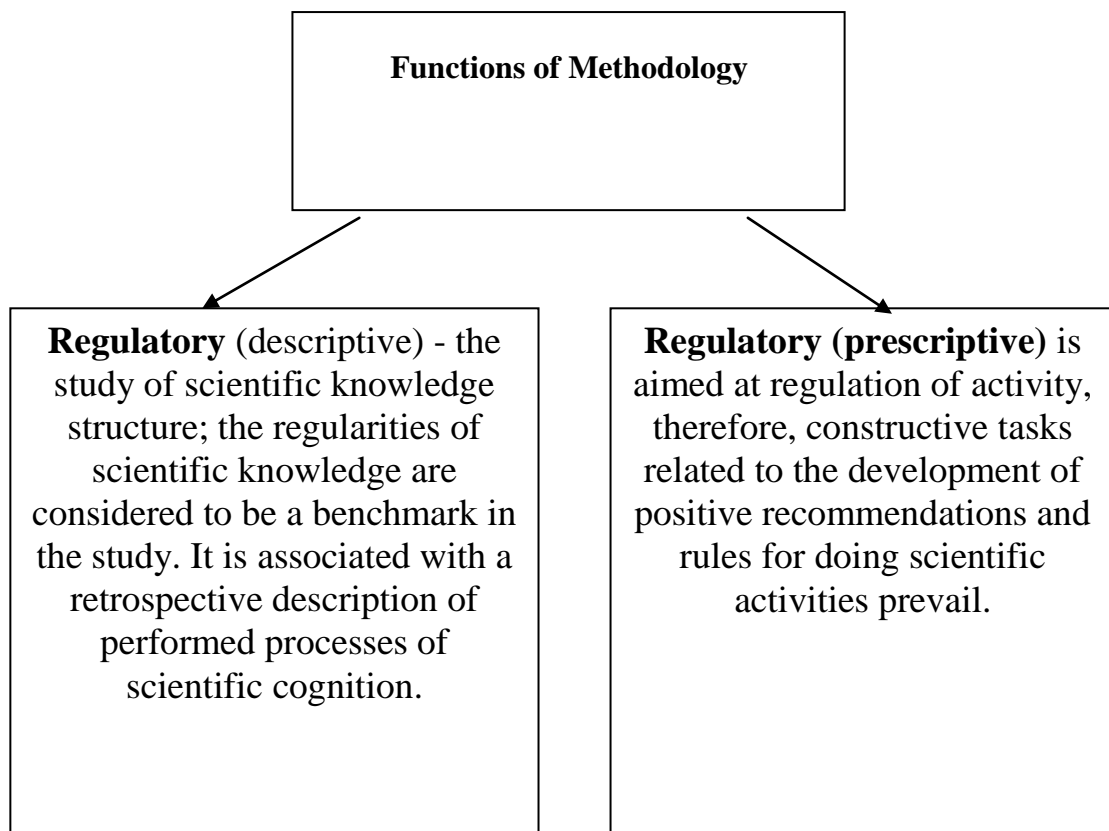 Functions of Methodology
Regulatory (descriptive) - the
study of scientific knowledge
structure; the regularities of
scientific knowledge are
considered to be a benchmark in
the study. It is associated with a
retrospective description of
performed processes of
scientific cognition.
Regulatory (prescriptive) is
aimed at regulation of activity,
therefore, constructive tasks
related to the development of
positive recommendations and
rules for doing scientific
activities prevail.